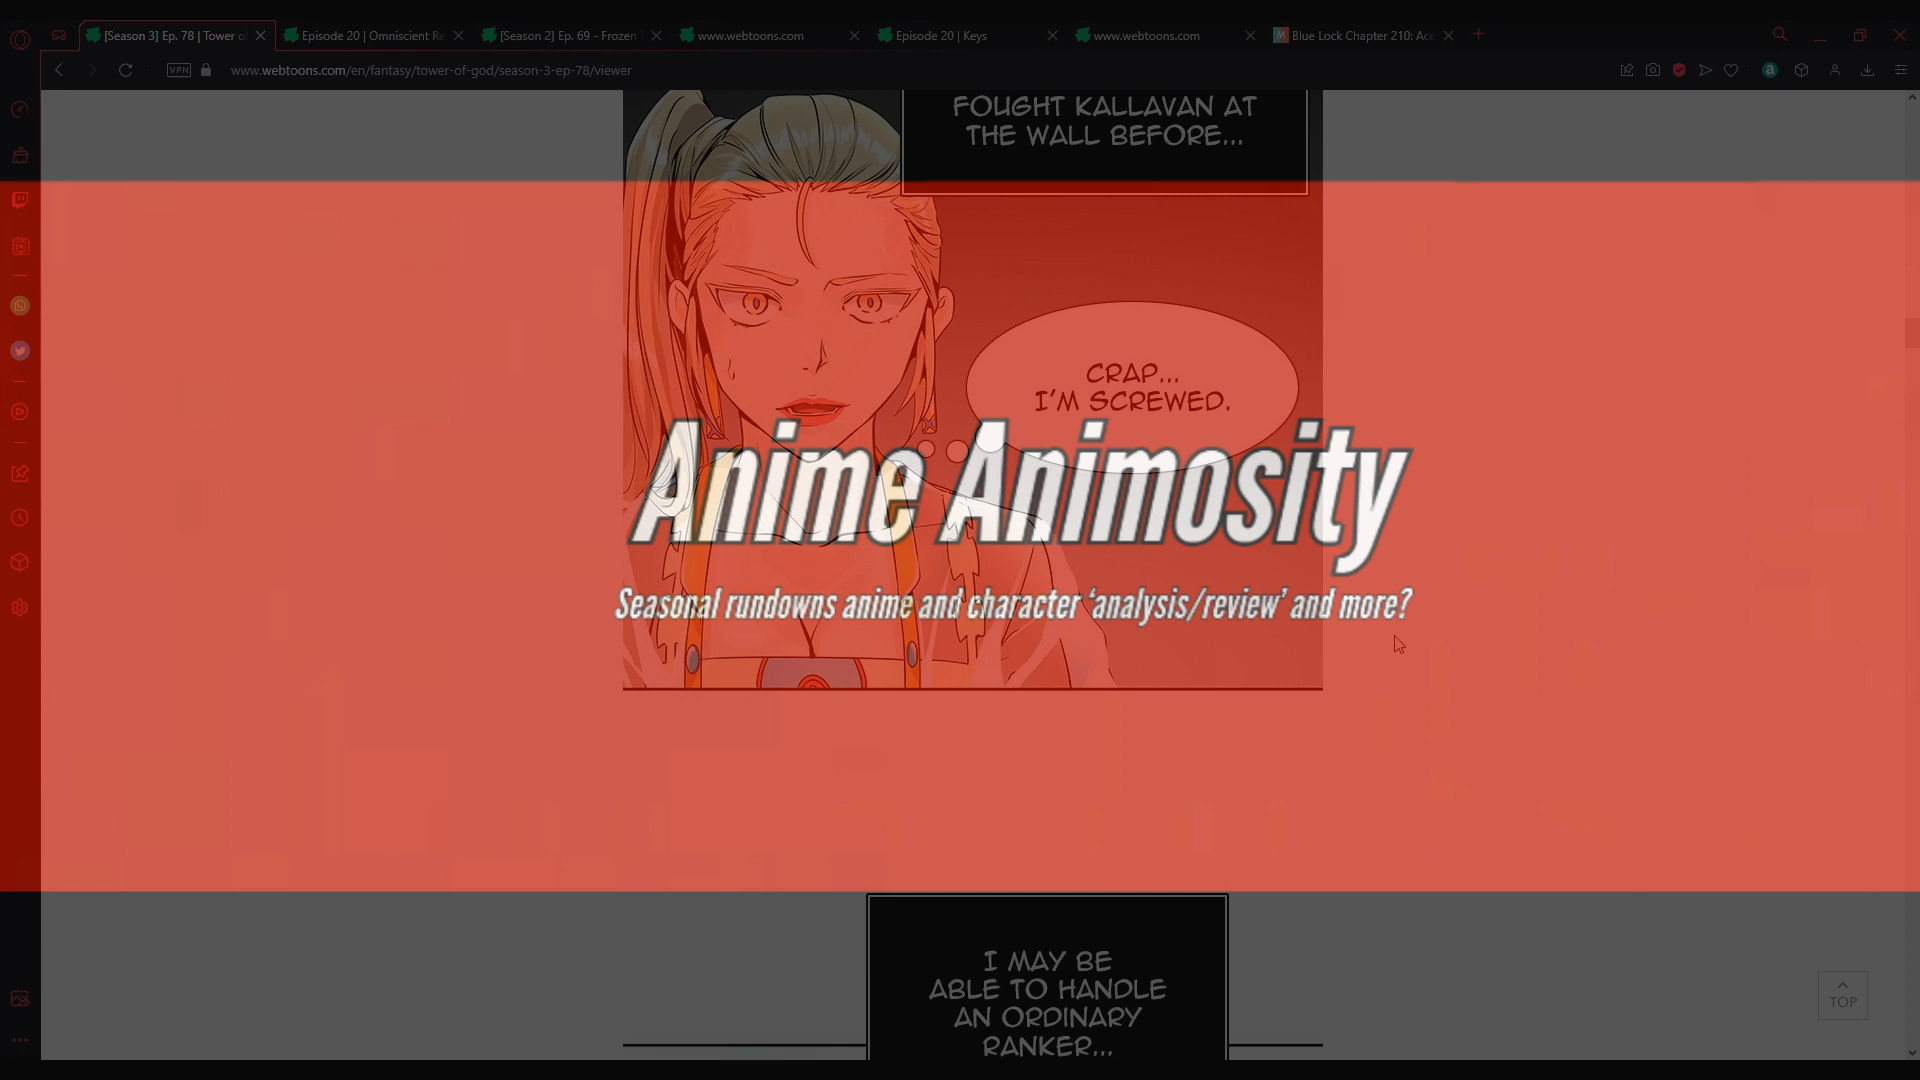 [Season 3] Ep. 78 | Tower of
Episode 20 | Omniscient Re
[Season 2] Ep. 69 - Frozen T
www.webtoons.com
Episode 20 | Keys
www.webtoons.com
Blue Lock Chapter 210: Ace
VPN
www.webtoons.com/en/fantasy/tower-of-god/season-3-ep-78/viewer
FOUGHT KALLAVAN AT
THE WALL BEFORE...
CRAP...
I'M SCREWED.
Anime Animosity
Seasonal rundowns anime and character 'analysis/review' and more?
I MAY BE
ABLE TO HANDLE
AN ORDINARY
RANKER...
TOP